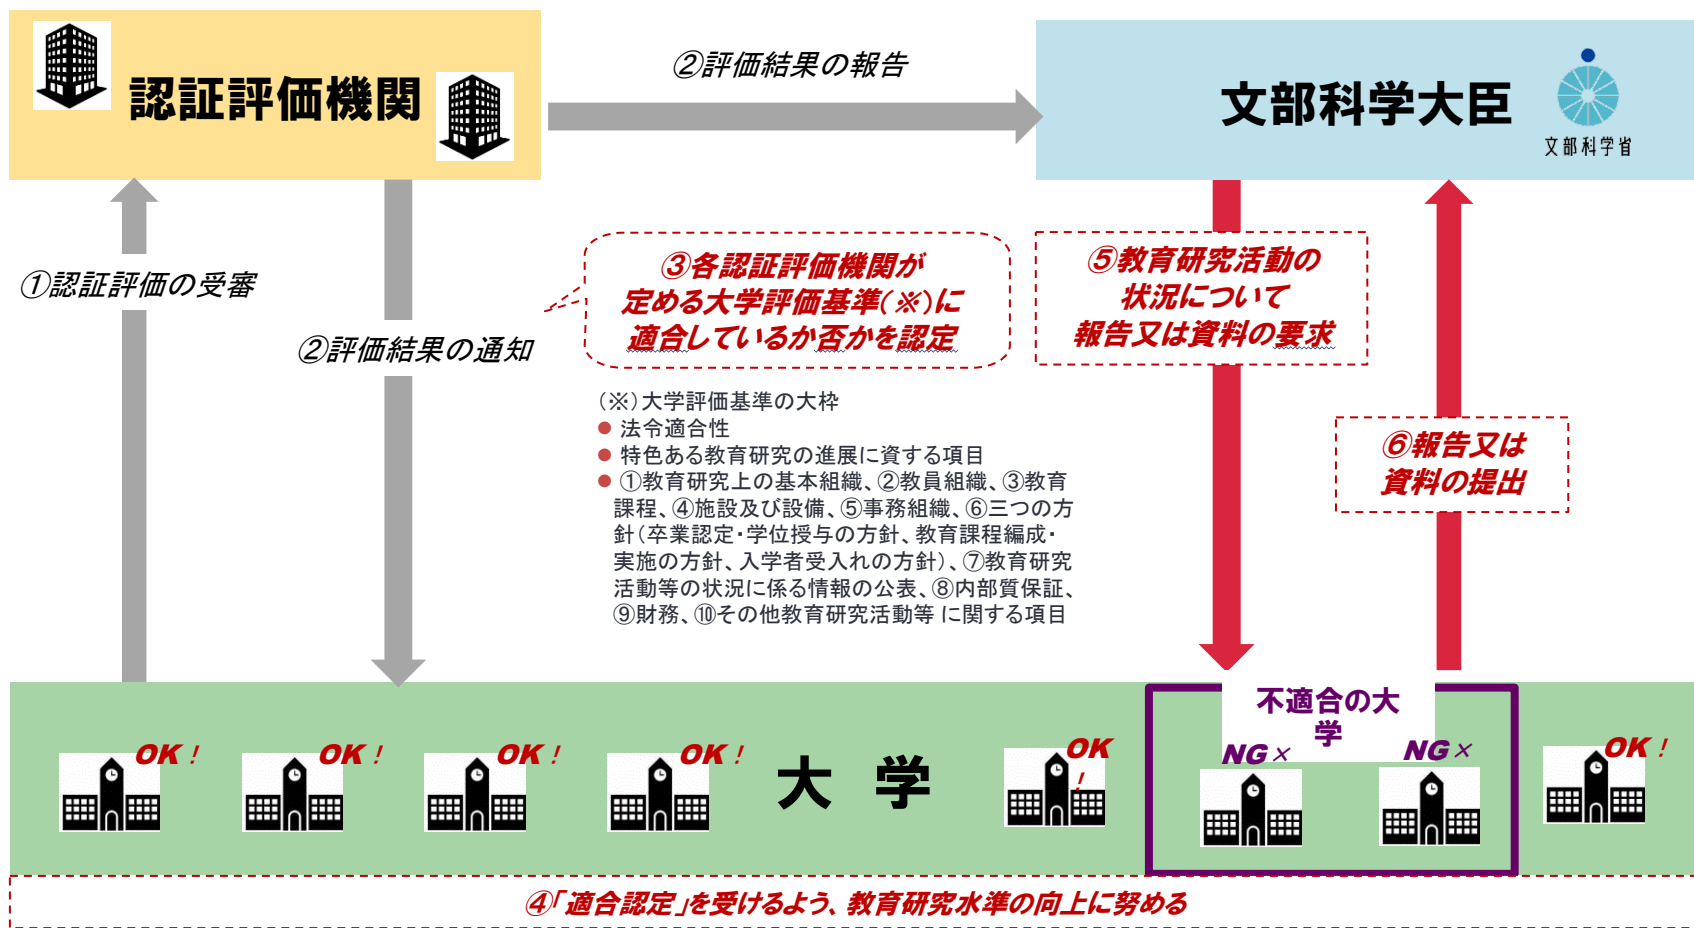 認証評価機関
②評価結果の報告
文部科学大臣
文部科学省
①認証評価の受審
②評価結果の通知
③各認証評価機関が
定める大学評価基準(※)に
適合しているか否かを認定
⑤教育研究活動の
状況について
報告又は資料の要求
⑥報告又は
資料の提出
(※)大学評価基準の大枠
● 法令適合性
● 特色ある教育研究の進展に資する項目
● ①教育研究上の基本組織、②教員組織、③教育
課程、④施設及び設備、⑤事務組織、⑥三つの方
針(卒業認定・学位授与の方針、教育課程編成・
実施の方針、入学者受入れの方針)、⑦教育研究
活動等の状況に係る情報の公表、⑧内部質保証、
⑨財務、⑩その他教育研究活動等 に関する項目
OK!
OK!
OK!
OK!
大 学
OK
!
不適合の大
学
NG×
NG×
OK!
④「適合認定」を受けるよう、教育研究水準の向上に努める